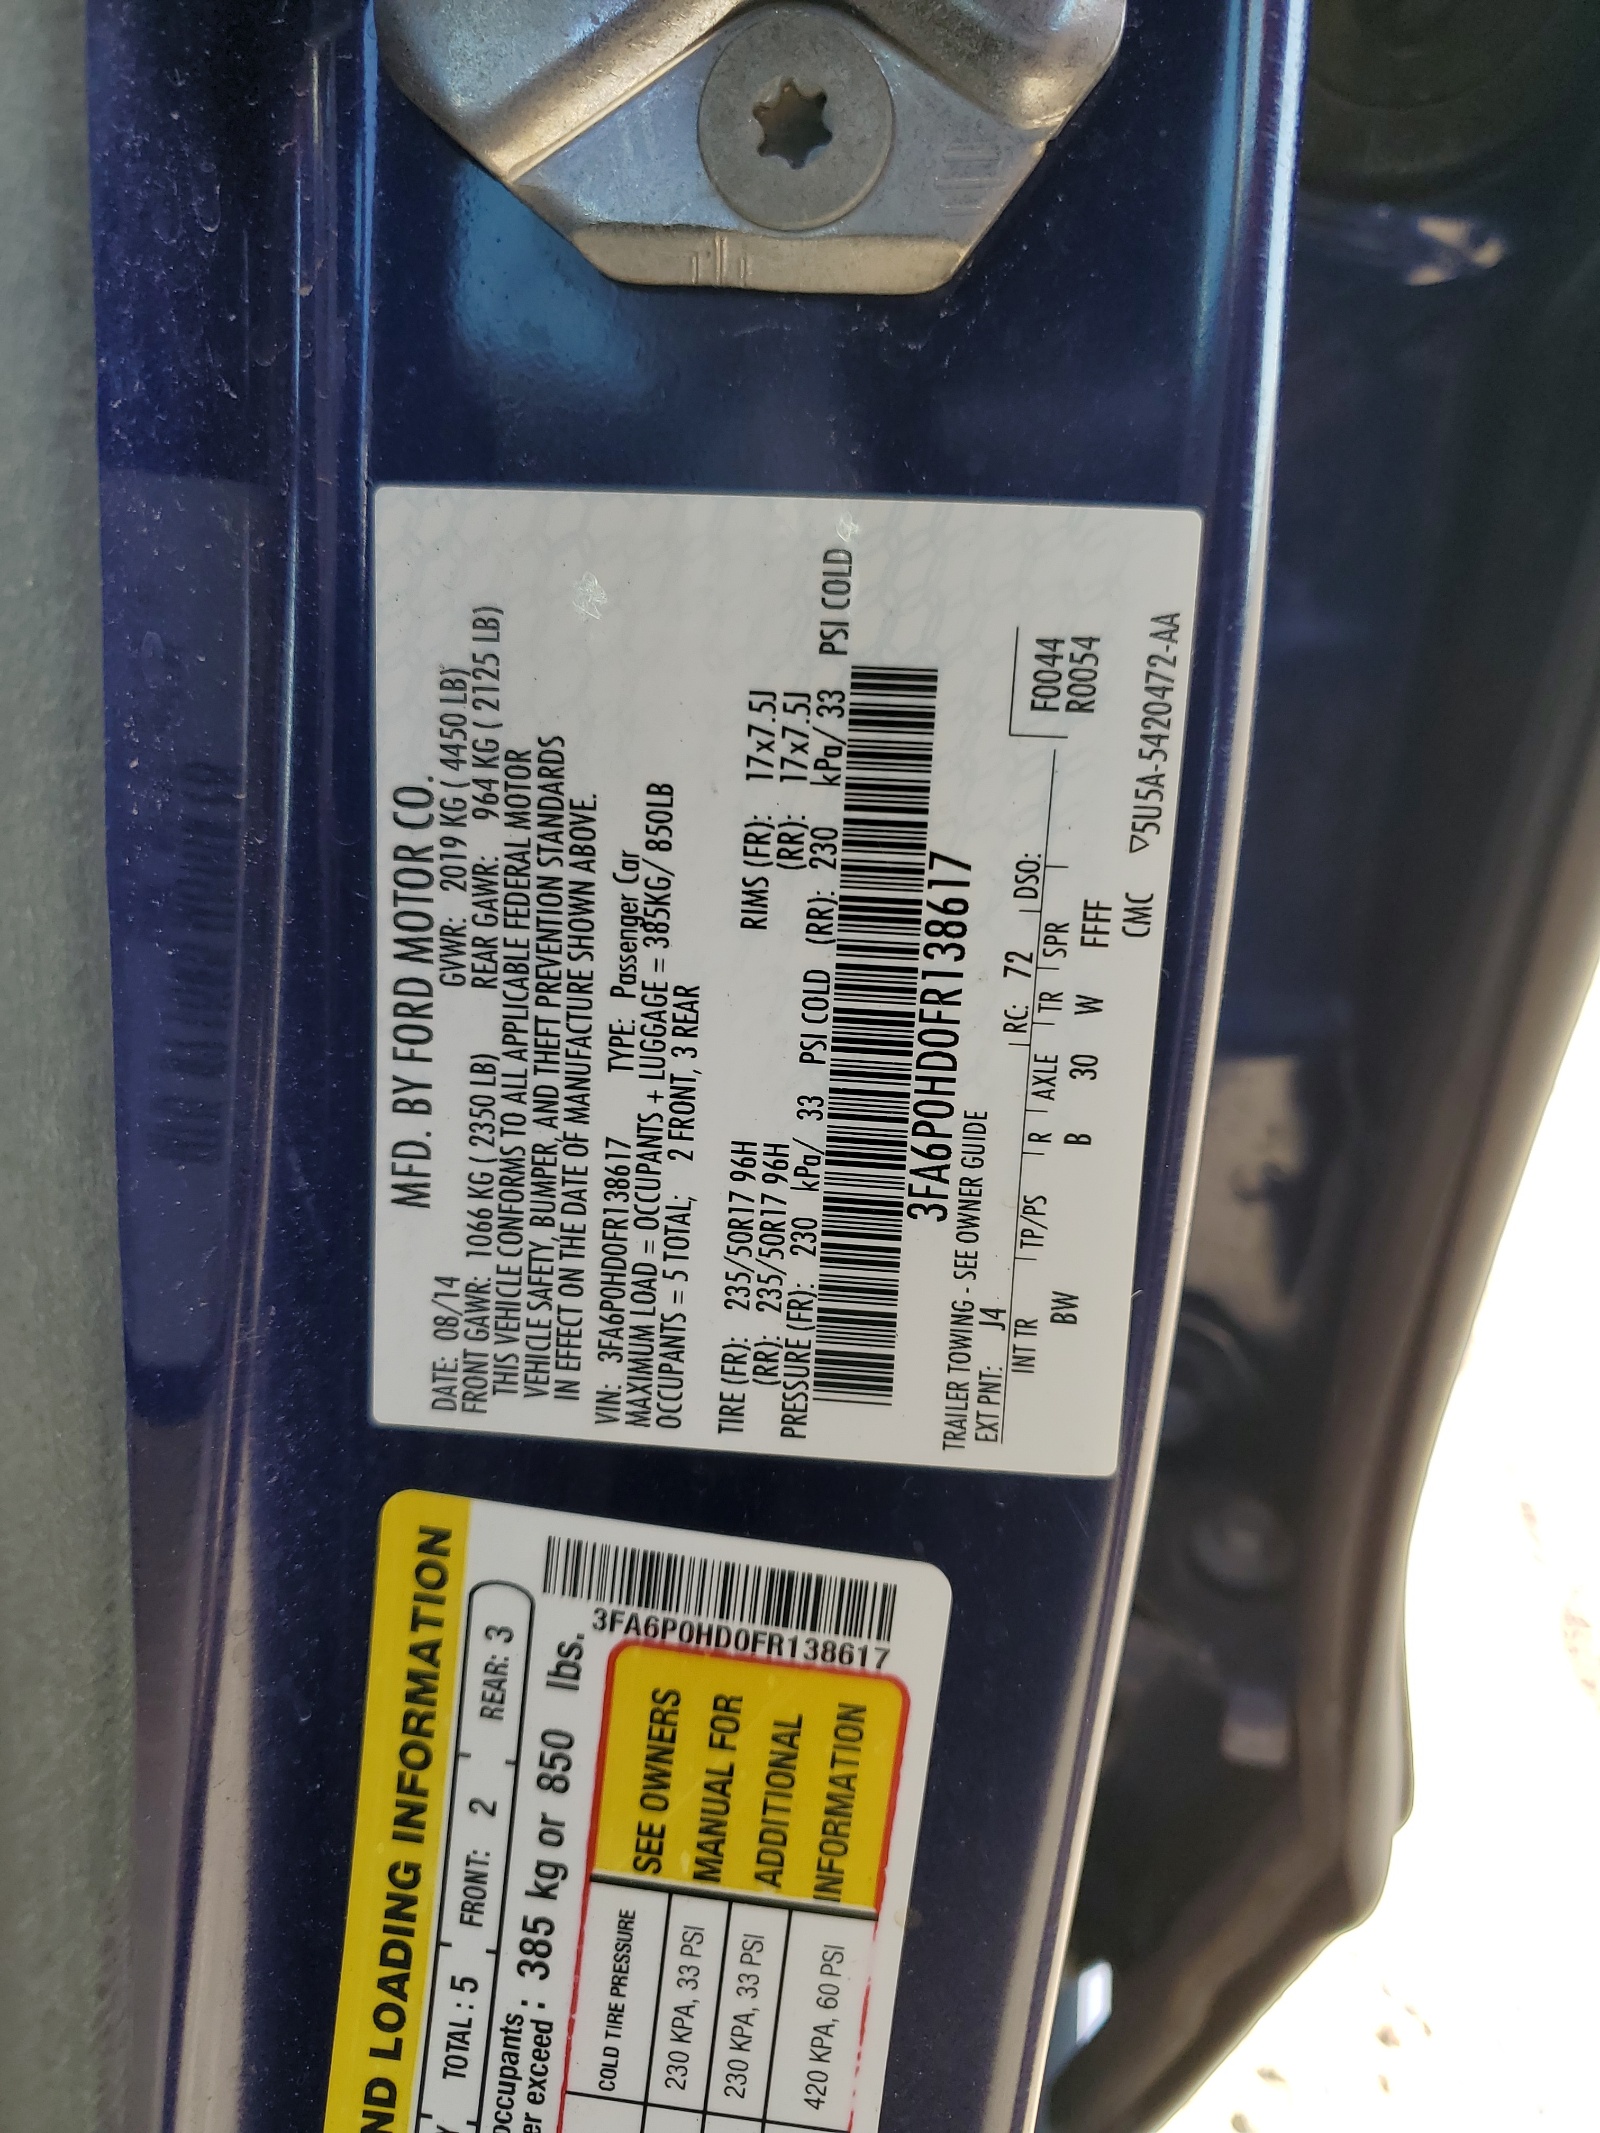 MFD. BY FORD MOTOR CO.
DATE: 08/14 GVWR: 2019 KG ( 4450 LB)
FRONT GAWR: 1066 KG ( 2350 LB) REAR GAWR: 964 KG ( 2125 LB)
THIS VEHICLE CONFORMS TO ALL APPLICABLE FEDERAL MOTOR
VEHICLE SAFETY, BUMPER, AND THEFT PREVENTION STANDARDS
IN EFFECT ON THE DATE OF MANUFACTURE SHOWN ABOVE.
VIN: 3FA6P0HD0FR138617 TYPE: Passenger Car
MAXIMUM LOAD = OCCUPANTS + LUGGAGE = 385KG/ 850LB
OCCUPANTS = 5 TOTAL; 2 FRONT, 3 REAR
TIRE (FR): 235/50R17 96H RIMS (FR): 17x7.5J
(RR): 235/50R17 96H (RR): 17x7.5J
PRESSURE (FR): 230 kPa/ 33 PSI COLD (RR): 230 kPa/ 33 PSI COLD
3FA6P0HD0FR138617
TRAILER TOWING - SEE OWNER GUIDE
EXT PNT: J4 RC: 72 DSO:
INT TR TP/PS R AXLE TR SPR F0044
BW B 30 W FFFF R0054
CMC ▽5U5A-5420472-AA
ND LOADING INFORMATION
TOTAL : 5 FRONT: 2 REAR: 3
occupants
er exceed : 385 kg or 850 lbs.
3FA6P0HD0FR138617
COLD TIRE PRESSURE
230 KPA, 33 PSI
230 KPA, 33 PSI
420 KPA, 60 PSI
SEE OWNERS
MANUAL FOR
ADDITIONAL
INFORMATION